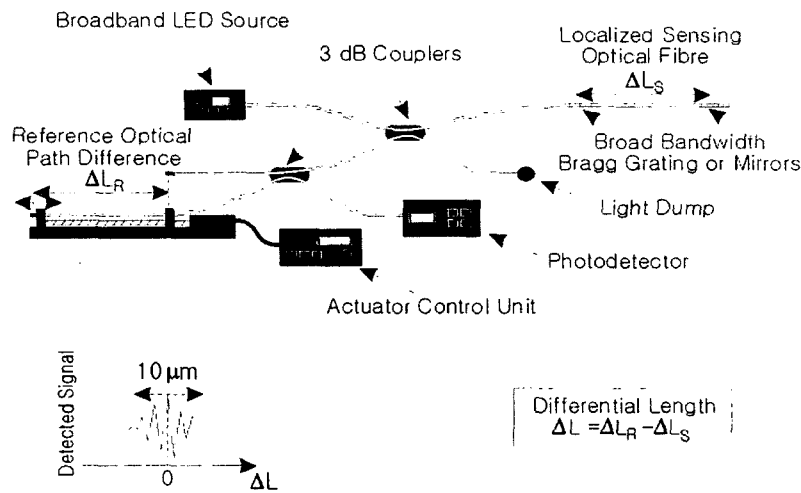 Broadband LED Source
3 dB Couplers
Localized Sensing
Optical Fibre
ΔL_S
Reference Optical
Path Difference
ΔL_R
Broad Bandwidth
Bragg Grating or Mirrors
Light Dump
Photodetector
Actuator Control Unit
Detected Signal
10 µm
0
ΔL
Differential Length
ΔL = ΔL_R – ΔL_S